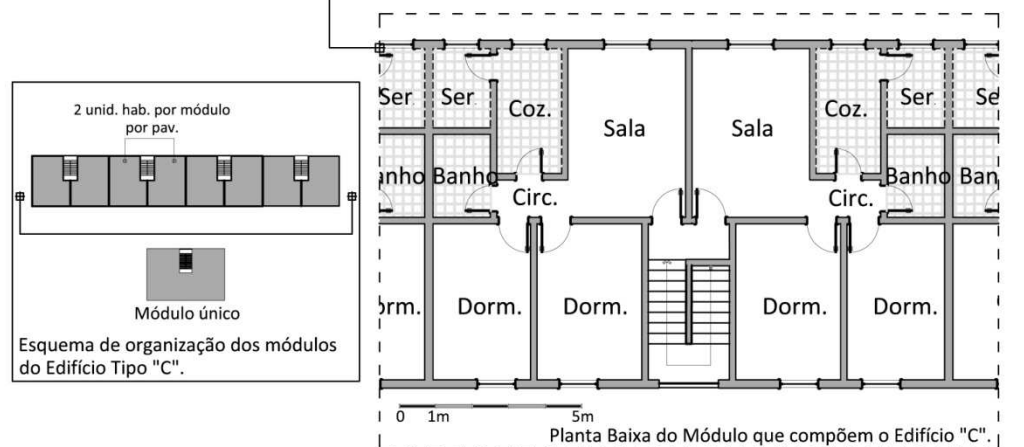 2 unid. hab. por módulo
por pav.
Módulo único
Esquema de organização dos módulos
do Edifício Tipo "C".
Ser
Ser
Coz.
Sala
Sala
Coz.
Ser
Se
anho
Banho
Circ.
Circ.
Banho
Ban
orm.
Dorm.
Dorm.
Dorm.
Dorm.
0 1m 5m
Planta Baixa do Módulo que compõem o Edifício "C".